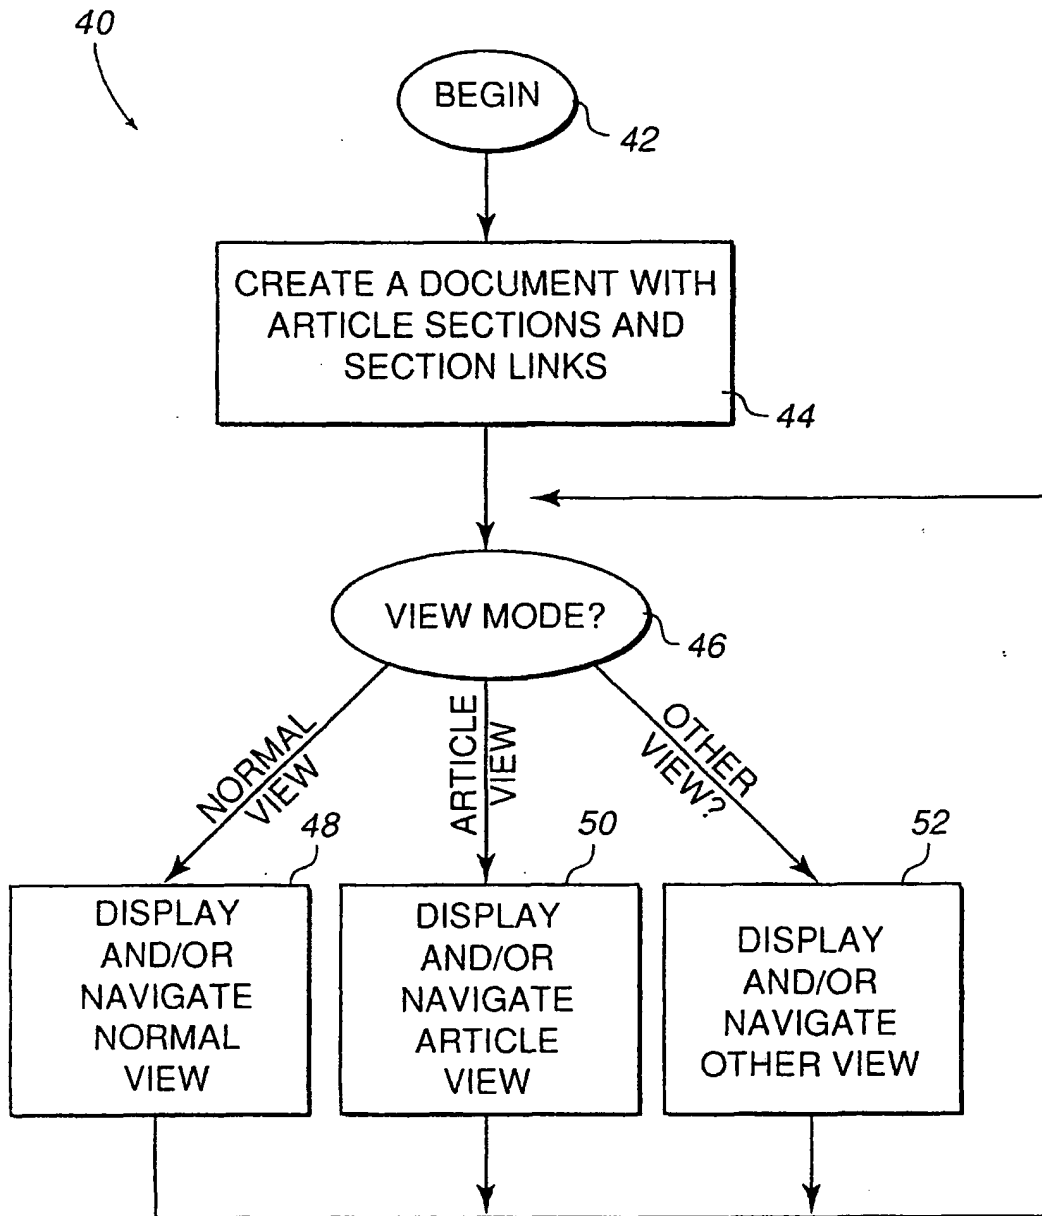 40
BEGIN
42
CREATE A DOCUMENT WITH
ARTICLE SECTIONS AND
SECTION LINKS
44
VIEW MODE?
46
NORMAL
VIEW
ARTICLE
VIEW
OTHER
VIEW?
48
50
52
DISPLAY
AND/OR
NAVIGATE
NORMAL
VIEW
DISPLAY
AND/OR
NAVIGATE
ARTICLE
VIEW
DISPLAY
AND/OR
NAVIGATE
OTHER VIEW